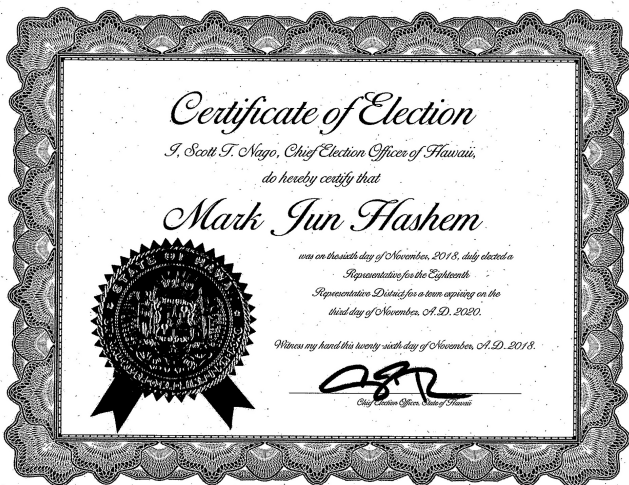 Certificate of Election
I, Scott T. Nago, Chief Election Officer of Hawaii,
do hereby certify that
Mark Jun Hashem
was on the sixth day of November, 2018, duly elected a
Representative for the Eighteenth
Representative District for a term expiring on the
third day of November, A.D. 2020.
Witness my hand this twenty-sixth day of November, A.D. 2018.
Chief Election Officer, State of Hawaii
STATE OF